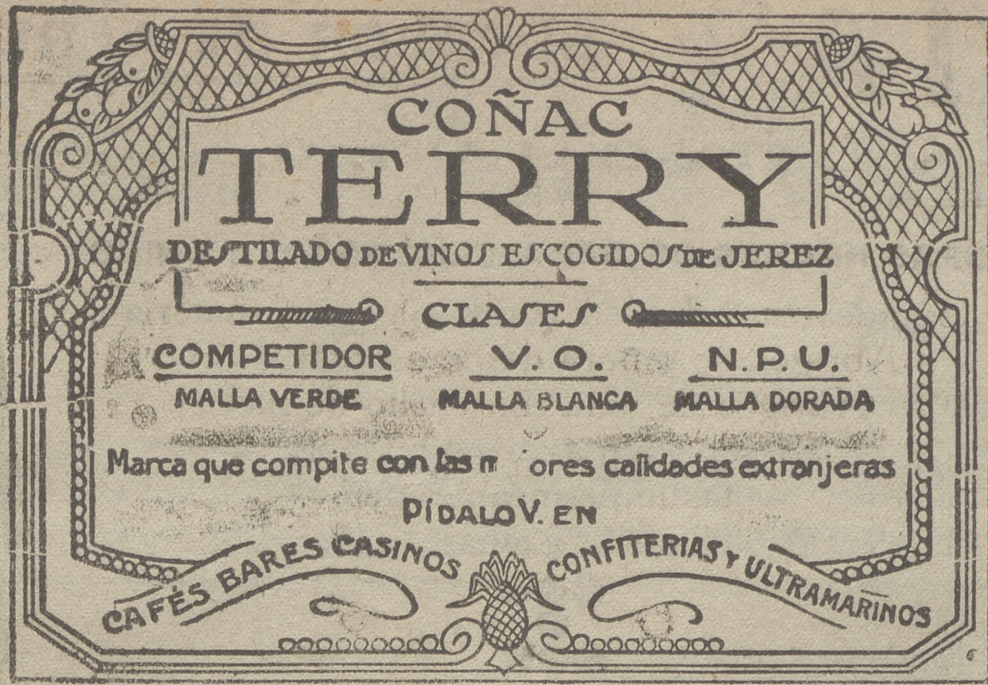 COÑAC
TERRY
DESTILADO DE VINOS ESCOGIDOS DE JEREZ
CLASES
COMPETIDOR V. O. N. P. U.
MALLA VERDE MALLA BLANCA MALLA DORADA
Marca que compite con las ores calidades extranjeras
PÍDALO V. EN
CAFÉS BARES CASINOS CONFITERIAS Y ULTRAMARINOS
6